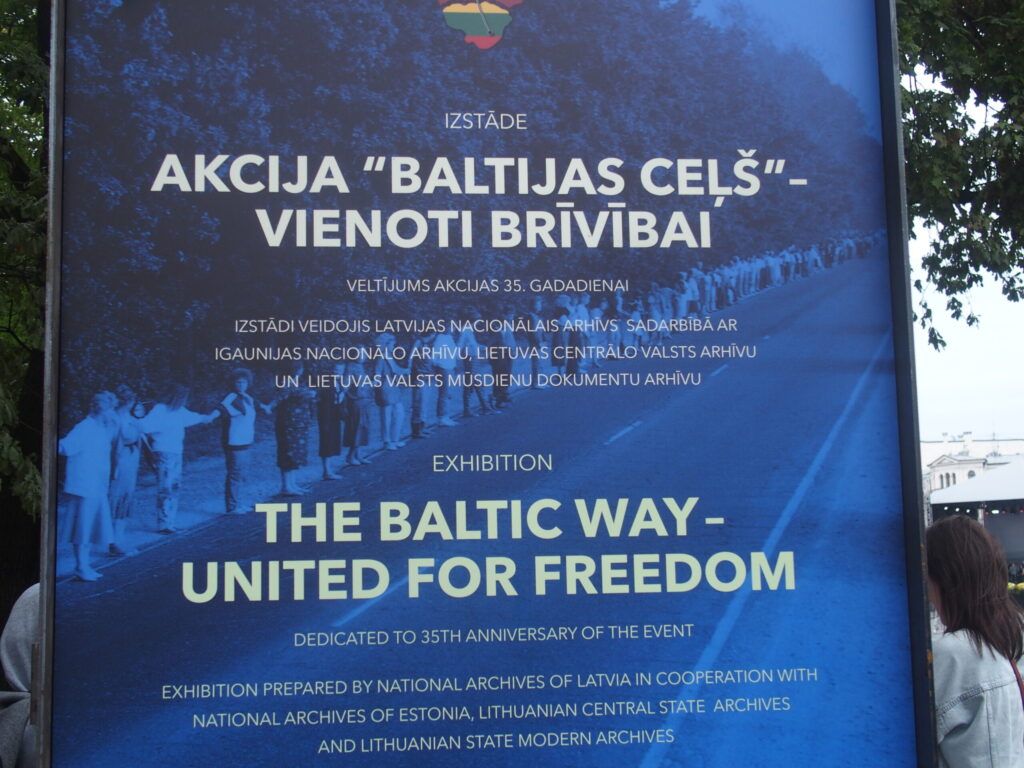 IZSTĀDE
AKCIJA “BALTIJAS CEĻŠ” –
VIENOTI BRĪVĪBAI
VELTĪJUMS AKCIJAS 35. GADADIENAI
IZSTĀDI VEIDOJIS LATVIJAS NACIONĀLAIS ARHĪVS SADARBĪBĀ AR
IGAUNIJAS NACIONĀLO ARHĪVU, LIETUVAS CENTRĀLO VALSTS ARHĪVU
UN LIETUVAS VALSTS MŪSDIENU DOKUMENTU ARHĪVU
EXHIBITION
THE BALTIC WAY –
UNITED FOR FREEDOM
DEDICATED TO 35TH ANNIVERSARY OF THE EVENT
EXHIBITION PREPARED BY NATIONAL ARCHIVES OF LATVIA IN COOPERATION WITH
NATIONAL ARCHIVES OF ESTONIA, LITHUANIAN CENTRAL STATE ARCHIVES
AND LITHUANIAN STATE MODERN ARCHIVES